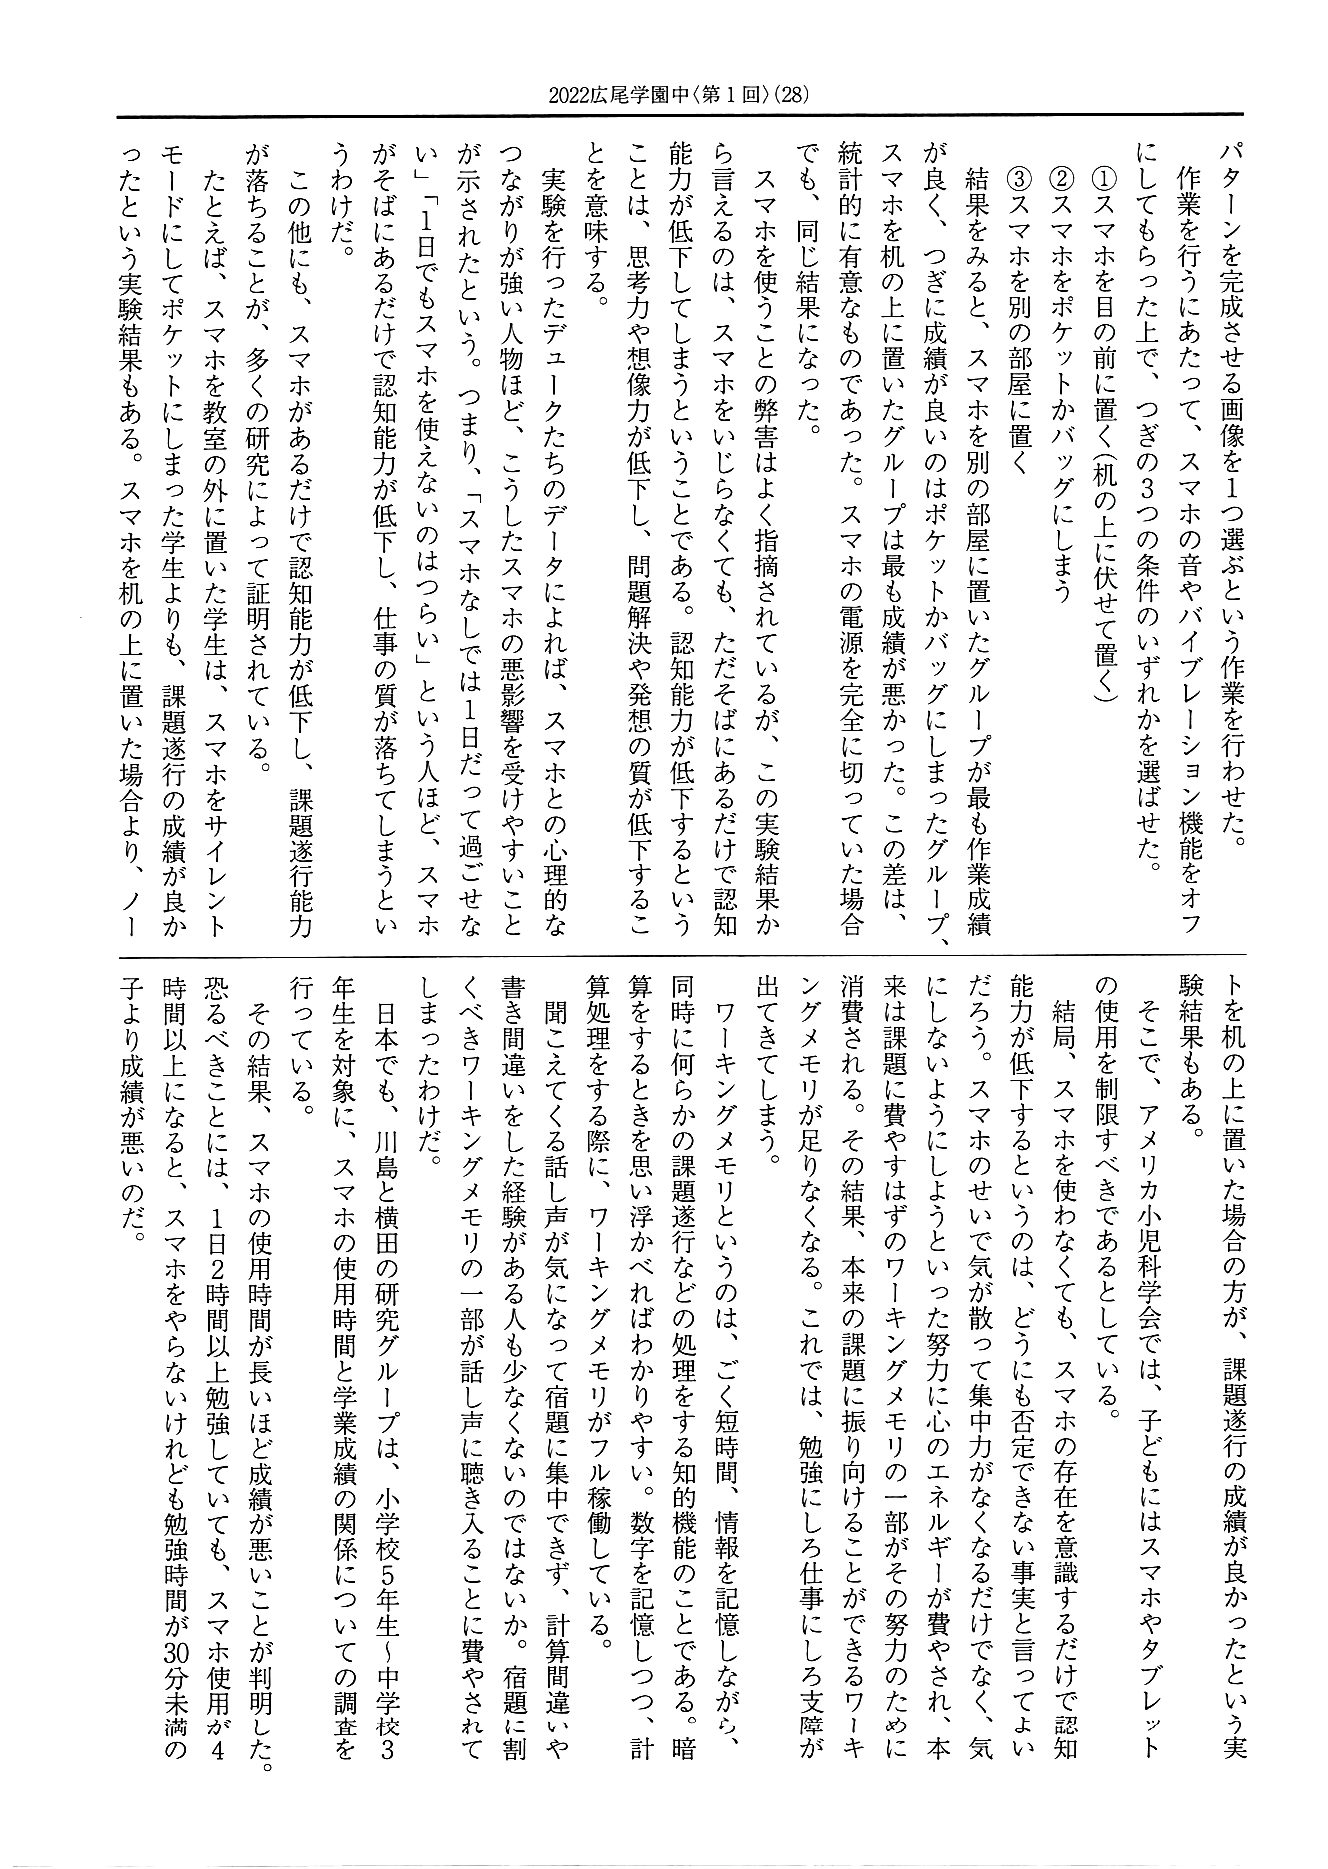 2022広尾学園中〈第1回〉(28)
パターンを完成させる画像を1つ選ぶという作業を行わせた。
作業を行うにあたって、スマホの音やバイブレーション機能をオフ
にしてもらった上で、つぎの3つの条件のいずれかを選ばせた。
①スマホを目の前に置く(机の上に伏せて置く)
②スマホをポケットかバッグにしまう
③スマホを別の部屋に置く
結果をみると、スマホを別の部屋に置いたグループが最も作業成績
が良く、つぎに成績が良いのはポケットかバッグにしまったグループ、
スマホを机の上に置いたグループは最も成績が悪かった。この差は、
統計的に有意なものであった。スマホの電源を完全に切っていた場合
でも、同じ結果になった。
スマホを使うことの弊害はよく指摘されているが、この実験結果か
ら言えるのは、スマホをいじらなくても、ただそばにあるだけで認知
能力が低下してしまうということである。認知能力が低下するという
ことは、思考力や想像力が低下し、問題解決や発想の質が低下するこ
とを意味する。
実験を行ったデュークたちのデータによれば、スマホとの心理的な
つながりが強い人物ほど、こうしたスマホの悪影響を受けやすいこと
が示されたという。つまり、「スマホなしでは1日だって過ごせな
い」「1日でもスマホを使えないのはつらい」という人ほど、スマホ
がそばにあるだけで認知能力が低下し、仕事の質が落ちてしまうとい
うわけだ。
この他にも、スマホがあるだけで認知能力が低下し、課題遂行能力
が落ちることが、多くの研究によって証明されている。
たとえば、スマホを教室の外に置いた学生は、スマホをサイレント
モードにしてポケットにしまった学生よりも、課題遂行の成績が良か
ったという実験結果もある。スマホを机の上に置いた場合より、ノー
トを机の上に置いた場合の方が、課題遂行の成績が良かったという実
験結果もある。
そこで、アメリカ小児科学会では、子どもにはスマホやタブレット
の使用を制限すべきであるとしている。
結局、スマホを使わなくても、スマホの存在を意識するだけで認知
能力が低下するというのは、どうにも否定できない事実と言ってよい
だろう。スマホのせいで気が散って集中力がなくなるだけでなく、気
にしないようにしようといった努力に心のエネルギーが費やされ、本
来は課題に費やすはずのワーキングメモリの一部がその努力のために
消費される。その結果、本来の課題に振り向けることができるワーキ
ングメモリが足りなくなる。これでは、勉強にしろ仕事にしろ支障が
出てきてしまう。
ワーキングメモリというのは、ごく短時間、情報を記憶しながら、
同時に何らかの課題遂行などの処理をする知的機能のことである。暗
算をするときを思い浮かべればわかりやすい。数字を記憶しつつ、計
算処理をする際に、ワーキングメモリがフル稼働している。
聞こえてくる話し声が気になって宿題に集中できず、計算間違いや
書き間違いをした経験がある人も少なくないのではないか。宿題に割
くべきワーキングメモリの一部が話し声に聴き入ることに費やされて
しまったわけだ。
日本でも、川島と横田の研究グループは、小学校5年生～中学校3
年生を対象に、スマホの使用時間と学業成績の関係についての調査を
行っている。
その結果、スマホの使用時間が長いほど成績が悪いことが判明した。
恐るべきことには、1日2時間以上勉強していても、スマホ使用が4
時間以上になると、スマホをやらないけれども勉強時間が30分未満の
子より成績が悪いのだ。